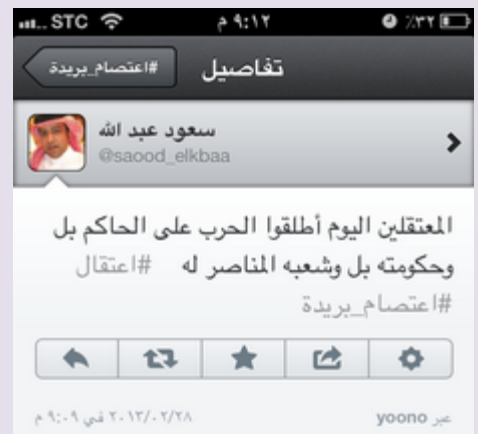 STC ٩:١٢ م ٪٣٢
#اعتصام_بريدة تفاصيل
سعود عبد الله
@saood_elkbaa
المعتقلين اليوم أطلقوا الحرب على الحاكم بل
وحكومته بل وشعبه المناصر له #اعتقال
#اعتصام_بريدة
٢٠١٣/٠٢/٢٨ في ٩:٠٩ م عبر yoono